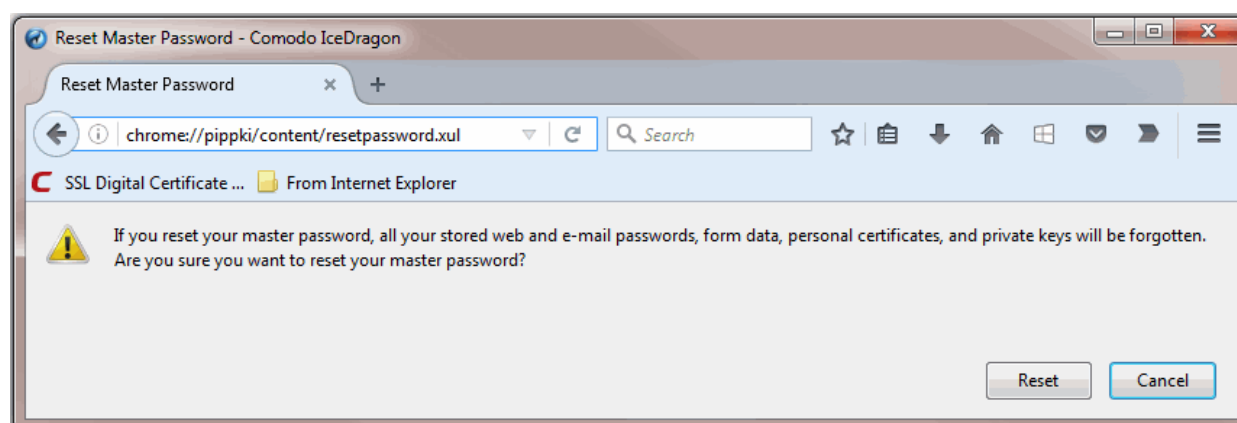 Reset Master Password - Comodo IceDragon
Reset Master Password
chrome://pippki/content/resetpassword.xul
Search
SSL Digital Certificate ...
From Internet Explorer
If you reset your master password, all your stored web and e-mail passwords, form data, personal certificates, and private keys will be forgotten.
Are you sure you want to reset your master password?
Reset
Cancel